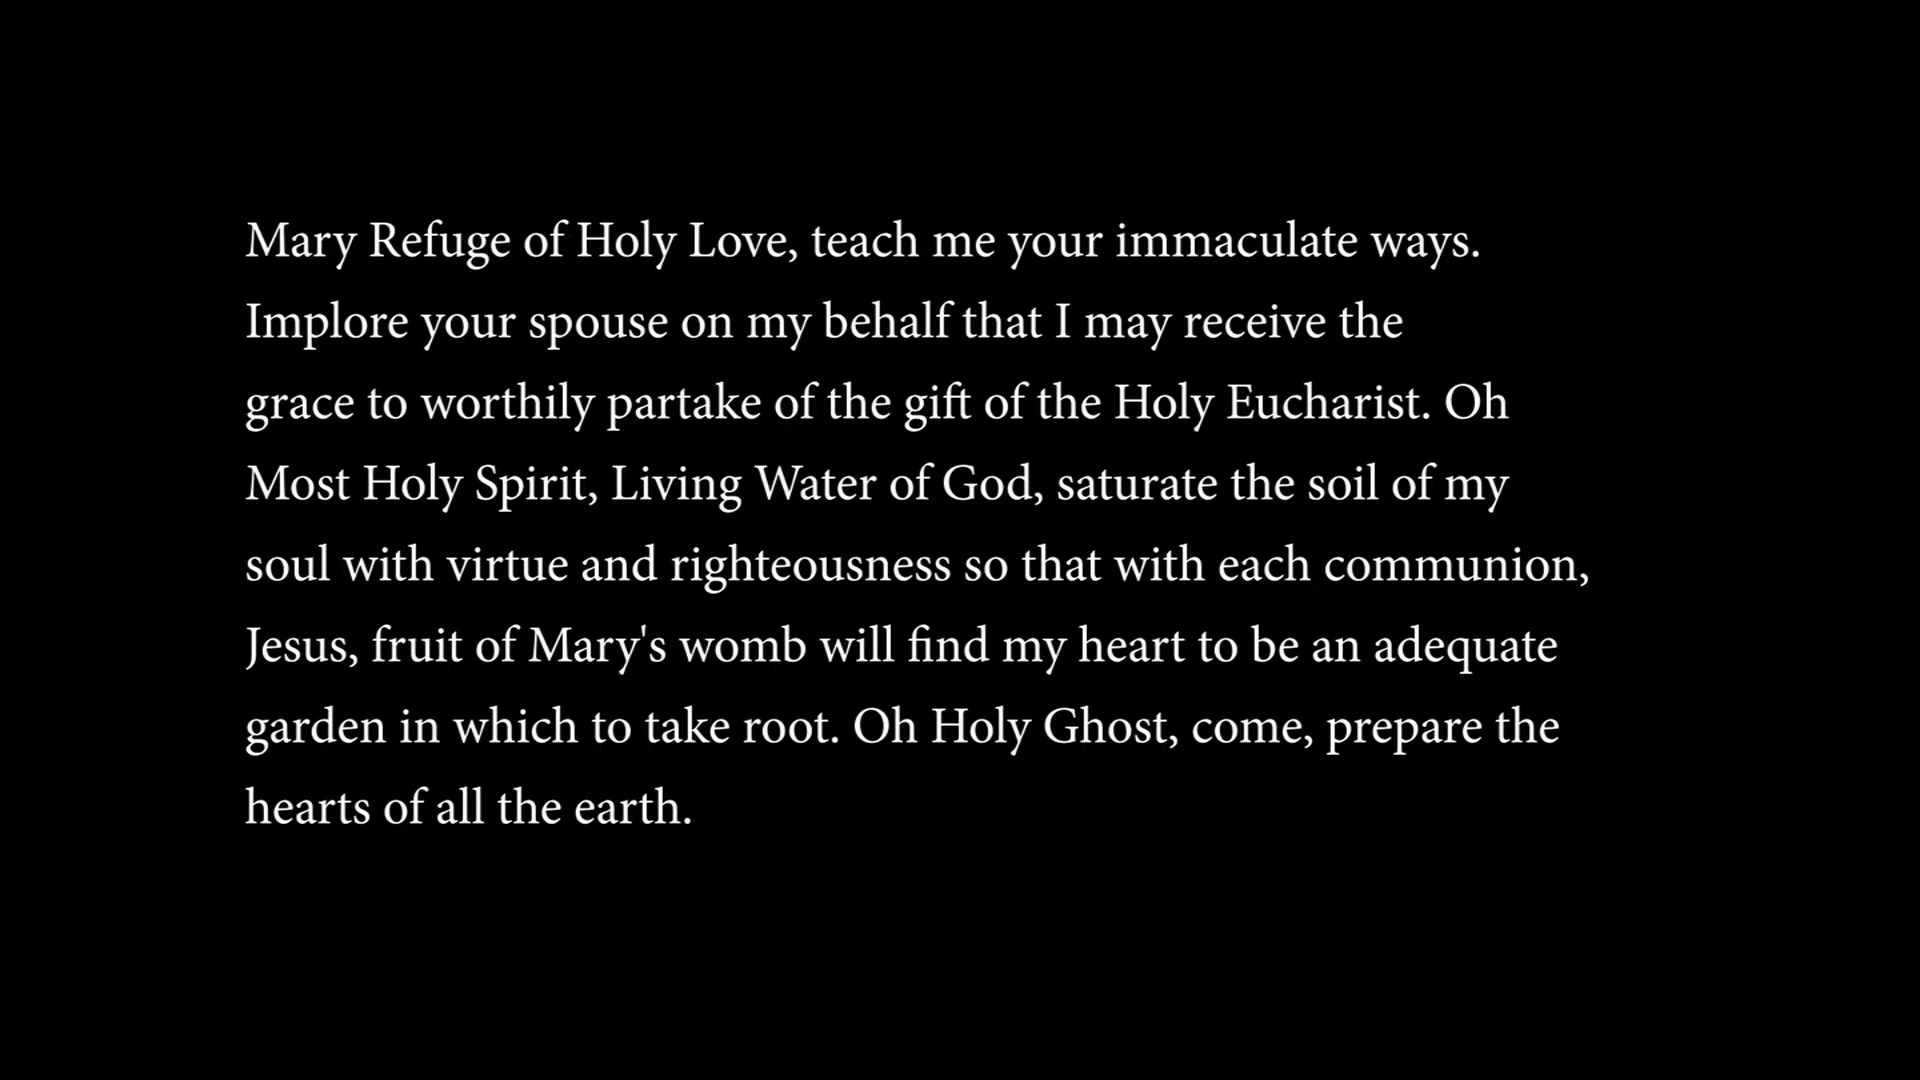 Mary Refuge of Holy Love, teach me your immaculate ways.
Implore your spouse on my behalf that I may receive the
grace to worthily partake of the gift of the Holy Eucharist. Oh
Most Holy Spirit, Living Water of God, saturate the soil of my
soul with virtue and righteousness so that with each communion,
Jesus, fruit of Mary's womb will find my heart to be an adequate
garden in which to take root. Oh Holy Ghost, come, prepare the
hearts of all the earth.